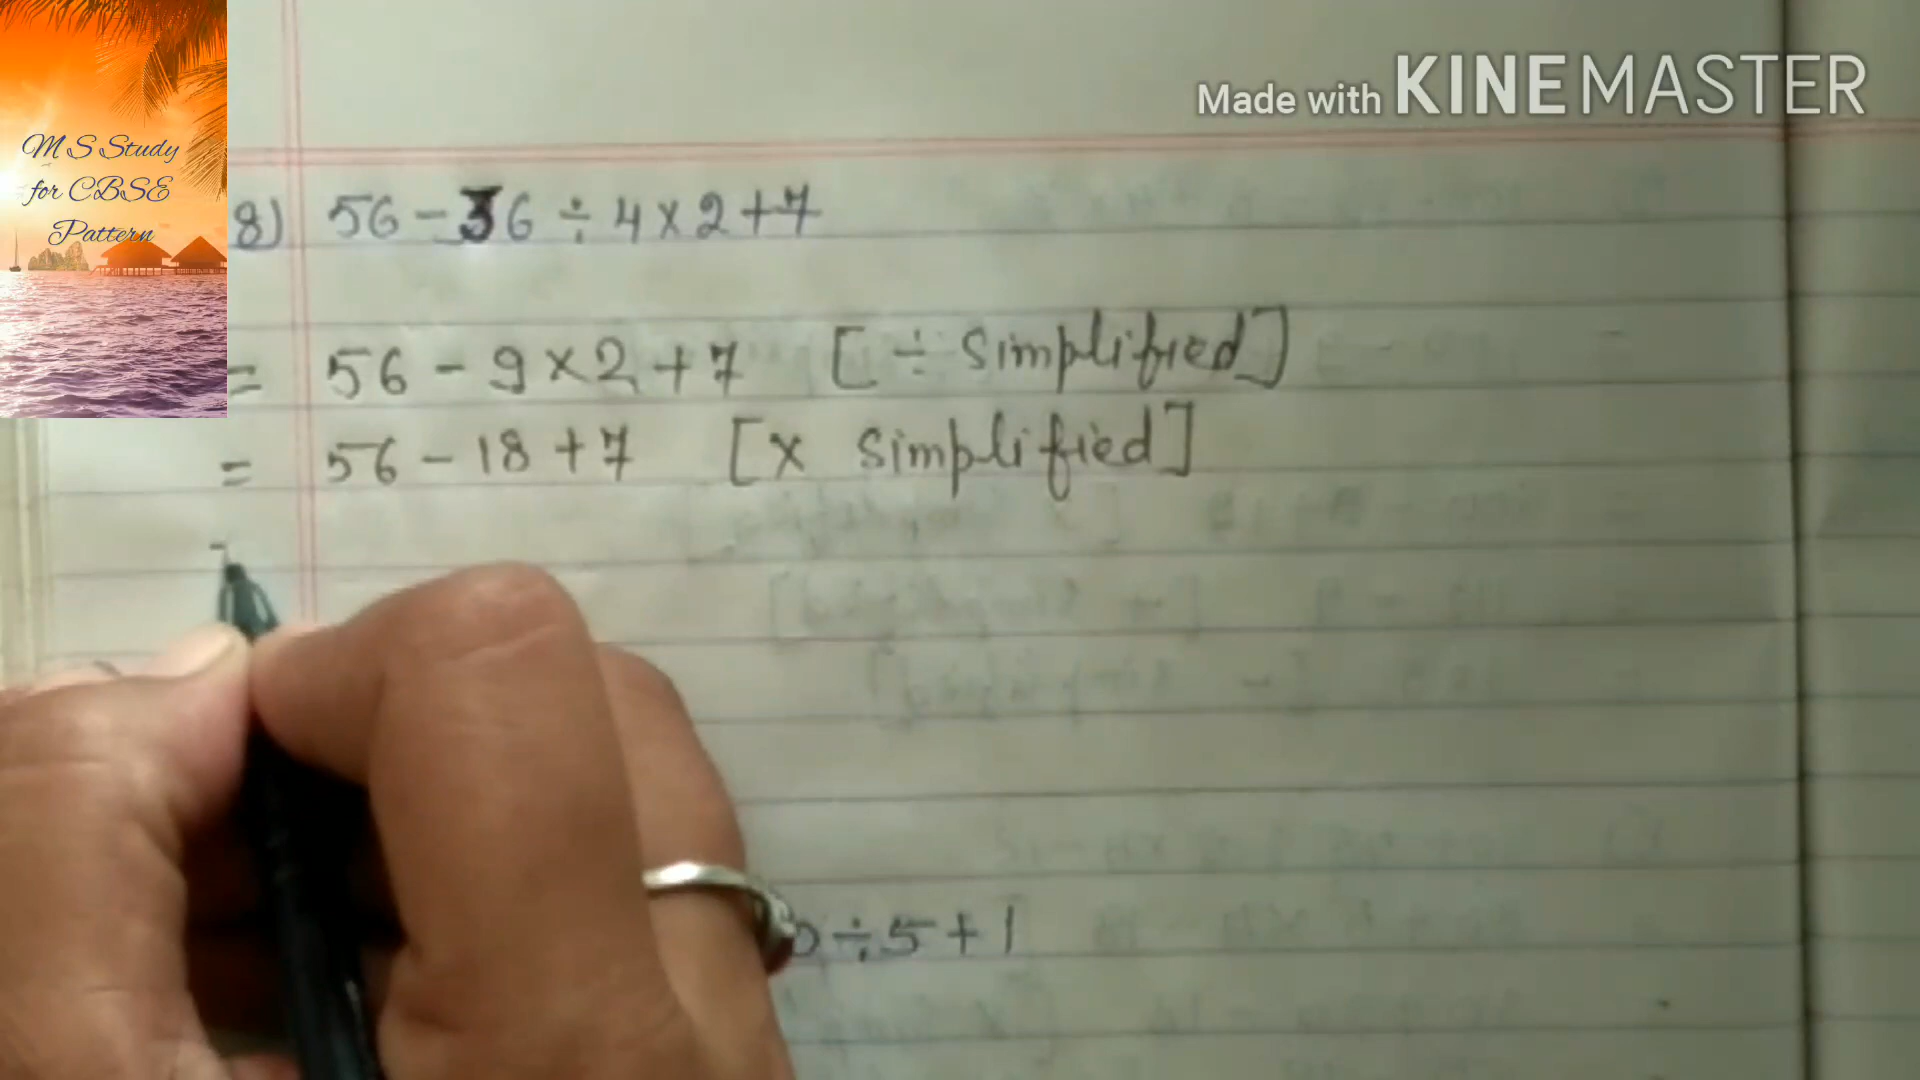 Made with KINEMASTER
M S Study
for CBSE
Pattern
8) 56 - 36 ÷ 4 × 2 + 7
= 56 - 9 × 2 + 7 [ ÷ Simplified ]
= 56 - 18 + 7 [ × Simplified ]
÷ 5 + 1